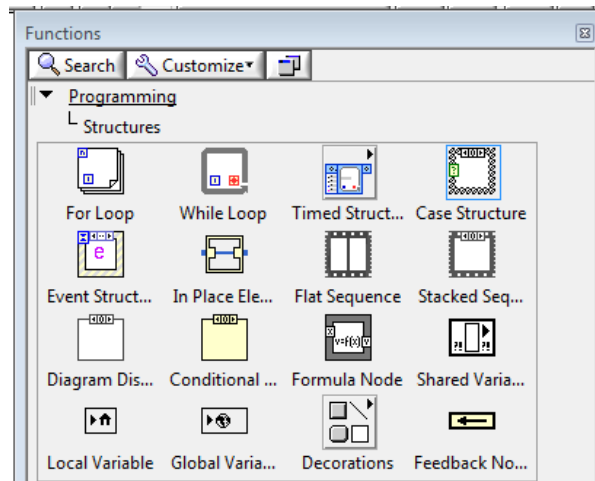 Functions
Search Customize
Programming
Structures
For Loop While Loop Timed Struct... Case Structure
Event Struct... In Place Ele... Flat Sequence Stacked Seq...
Diagram Dis... Conditional ... Formula Node Shared Varia...
Local Variable Global Varia... Decorations Feedback No...